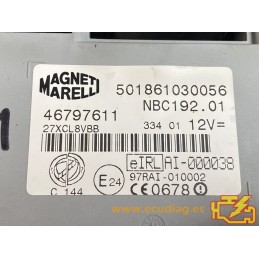 MAGNETI
MARELLI
501861030056
NBC192.01
46797611
27XCL8VBB
334 01 12V=
eIRL AI-000038
97RAI-010002
C 144
E24
CE0678
www.ecudiag.es